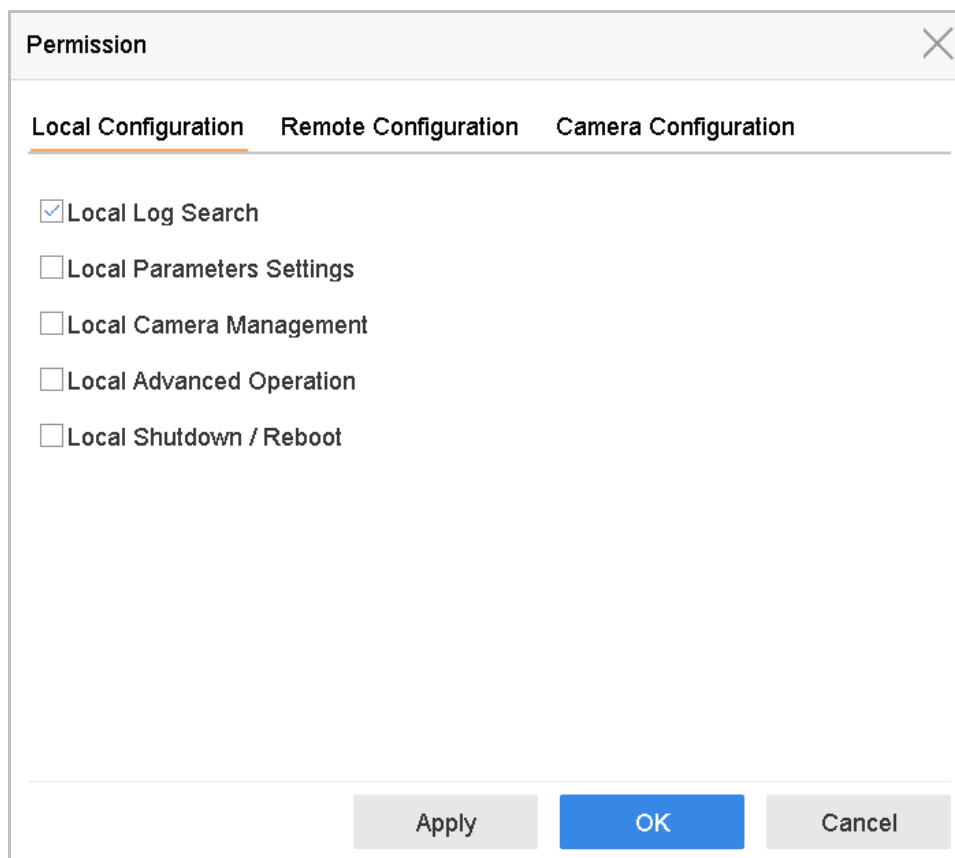 Permission
Local Configuration Remote Configuration Camera Configuration
Local Log Search
Local Parameters Settings
Local Camera Management
Local Advanced Operation
Local Shutdown / Reboot
Apply OK Cancel